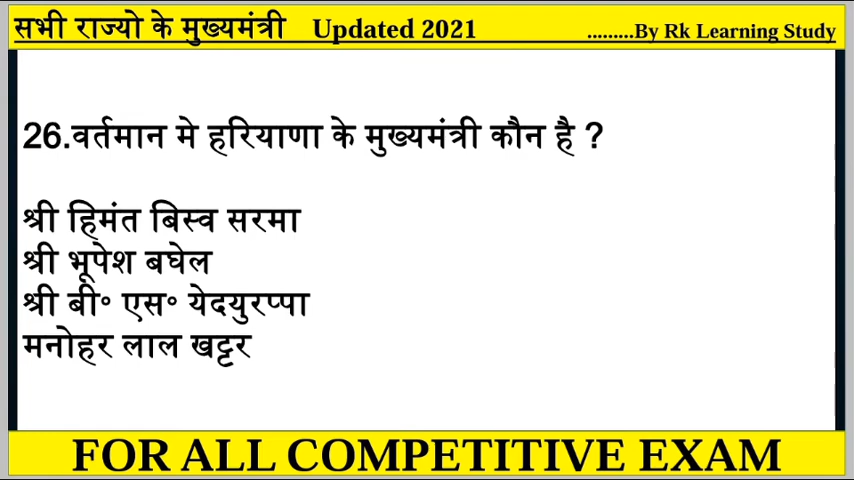 सभी राज्यो के मुख्यमंत्री Updated 2021 .........By Rk Learning Study
26.वर्तमान मे हरियाणा के मुख्यमंत्री कौन है ?
श्री हिमंत बिस्व सरमा
श्री भूपेश बघेल
श्री बी॰ एस॰ येदयुरप्पा
मनोहर लाल खट्टर
FOR ALL COMPETITIVE EXAM